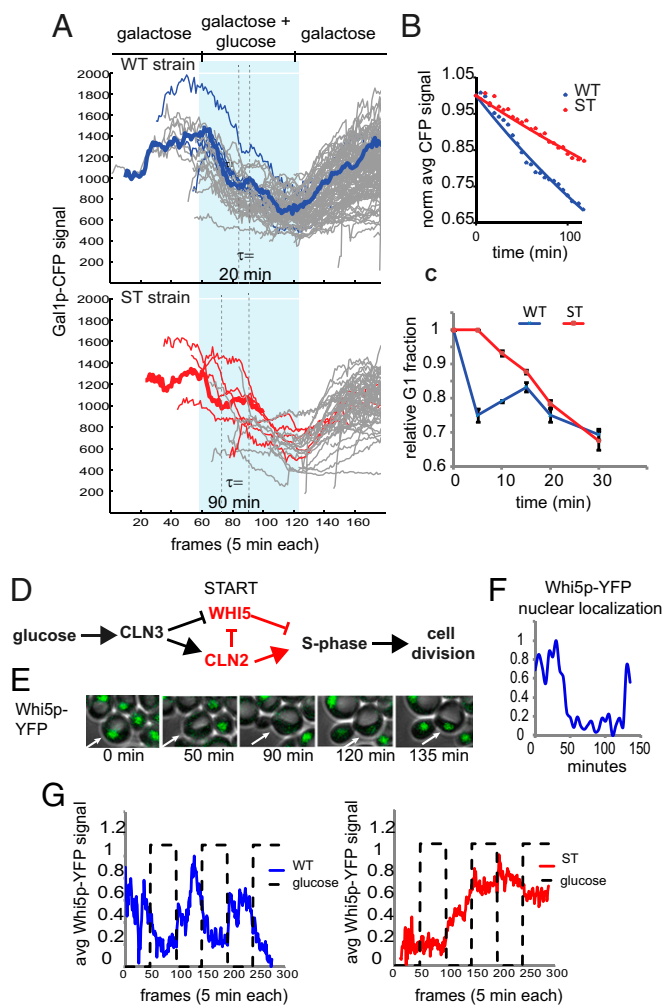 A
galactose
galactose +
glucose
galactose
WT strain
2000
1800
1600
1400
1200
1000
800
600
400
200
τ=
20 min
ST strain
2000
1800
1600
1400
1200
1000
800
600
400
200
τ=
90 min
Gal1p-CFP signal
20 40 60 80 100 120 140 160
frames (5 min each)
B
1.05
0.95
0.85
0.75
0.65
norm avg CFP signal
WT
ST
0 100
time (min)
C
WT ST
1
0.9
0.8
0.7
0.6
relative G1 fraction
0 10 20 30 40
time (min)
D
START
glucose CLN3 WHI5 CLN2 S-phase cell
division
E
Whi5p-
YFP
0 min 50 min 90 min 120 min 135 min
F
Whi5p-YFP
nuclear localization
1
0.8
0.6
0.4
0.2
0
0 50 100 150
minutes
G
avg Whi5p-YFP signal
1.2
1
0.8
0.6
0.4
0.2
0
WT
glucose
0 50 100 150 200 250 300
frames (5 min each)
avg Whi5p-YFP signal
1.2
1
0.8
0.6
0.4
0.2
0
ST
glucose
0 50 100 150 200 250 300
frames (5 min each)